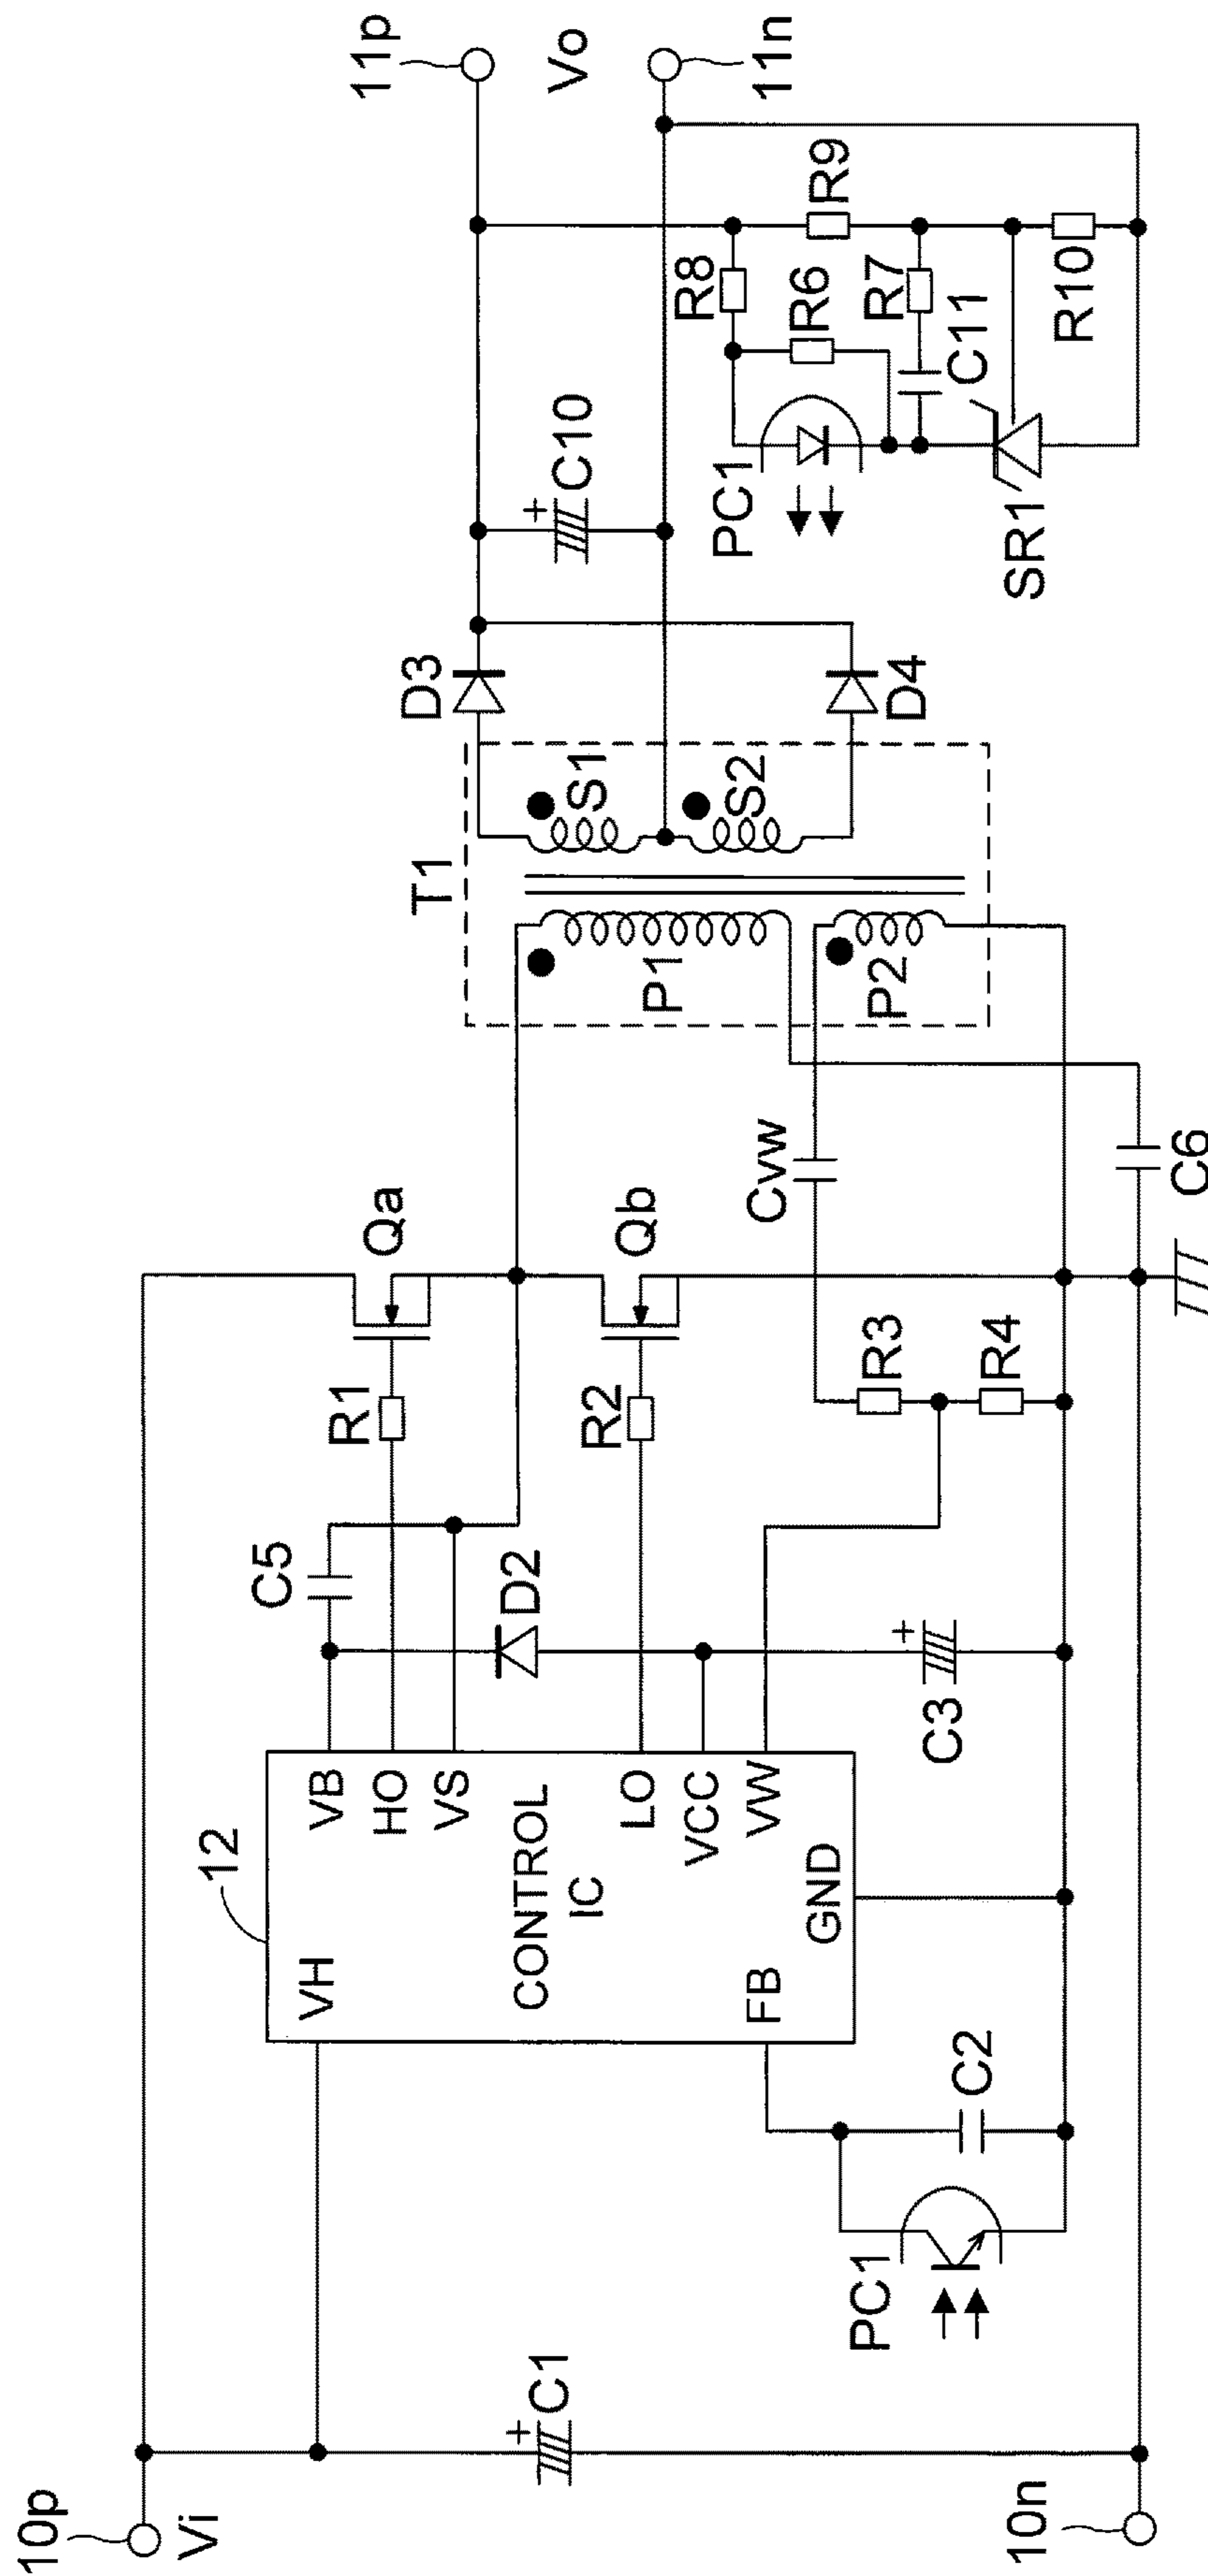 10p
Vi
10n
C1
PC1
C2
12
VH
CONTROL
IC
FB
GND
VB
HO
VS
LO
VCC
VW
C5
D2
C3
R1
R2
R3
R4
Qa
Qb
Cvw
C6
T1
P1
P2
S1
S2
D3
D4
+
C10
PC1
SR1
R8
R6
R7
C11
R9
R10
11p
Vo
11n
+
+